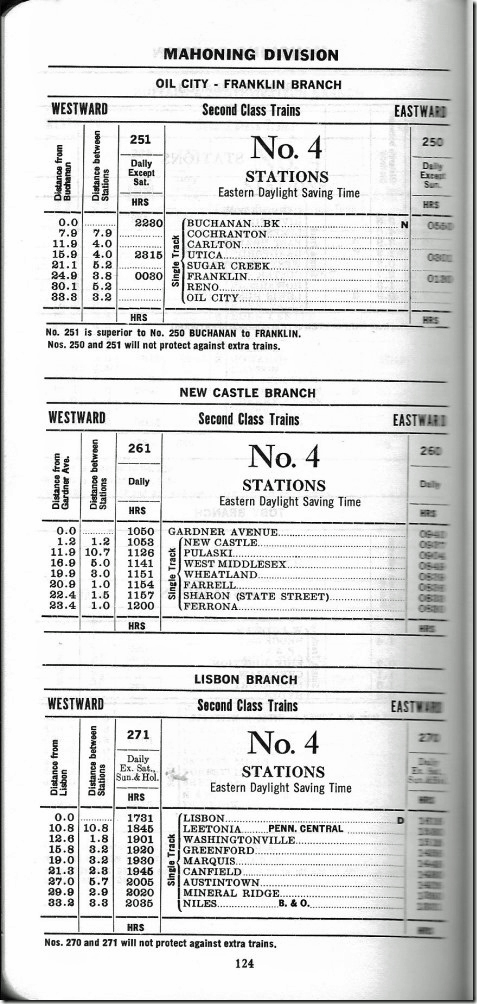 MAHONING DIVISION
OIL CITY - FRANKLIN BRANCH
WESTWARD Second Class Trains EASTWARD
Distance from Buchanan
Distance between Stations
251 No. 4 250
Daily Except Sat. STATIONS Daily Except Sun.
Eastern Daylight Saving Time
HRS HRS
0.0 2230 BUCHANAN....BK N
7.9 7.9 COCHRANTON
11.9 4.0 CARLTON
15.9 4.0 2315 UTICA
21.1 5.2 SUGAR CREEK
24.9 3.8 0030 FRANKLIN
30.1 5.2 RENO
33.3 3.2 OIL CITY
Single Track
HRS HRS
No. 251 is superior to No. 250 BUCHANAN to FRANKLIN.
Nos. 250 and 251 will not protect against extra trains.
NEW CASTLE BRANCH
WESTWARD Second Class Trains EASTWARD
Distance from Gardner Ave.
Distance between Stations
261 No. 4 260
Daily STATIONS Daily
Eastern Daylight Saving Time
HRS HRS
0.0 1050 GARDNER AVENUE
1.2 1.2 1053 NEW CASTLE
11.9 10.7 1126 PULASKI
16.9 5.0 1141 WEST MIDDLESEX
19.9 3.0 1151 WHEATLAND
20.9 1.0 1154 FARRELL
22.4 1.5 1157 SHARON (STATE STREET)
23.4 1.0 1200 FERRONA
Single Track
HRS HRS
LISBON BRANCH
WESTWARD Second Class Trains EASTWARD
Distance from Lisbon
Distance between Stations
271 No. 4 270
Daily Ex. Sat., Sun.& Hol. STATIONS
Eastern Daylight Saving Time
HRS HRS
0.0 1731 LISBON D
10.8 10.8 1845 LEETONIA PENN. CENTRAL
12.6 1.8 1901 WASHINGTONVILLE
15.8 3.2 1920 GREENFORD
19.0 3.2 1930 MARQUIS
21.3 2.3 1945 CANFIELD
27.0 5.7 2005 AUSTINTOWN
29.9 2.9 2020 MINERAL RIDGE
33.2 3.3 2035 NILES B. & O.
Single Track
HRS HRS
Nos. 270 and 271 will not protect against extra trains.
124